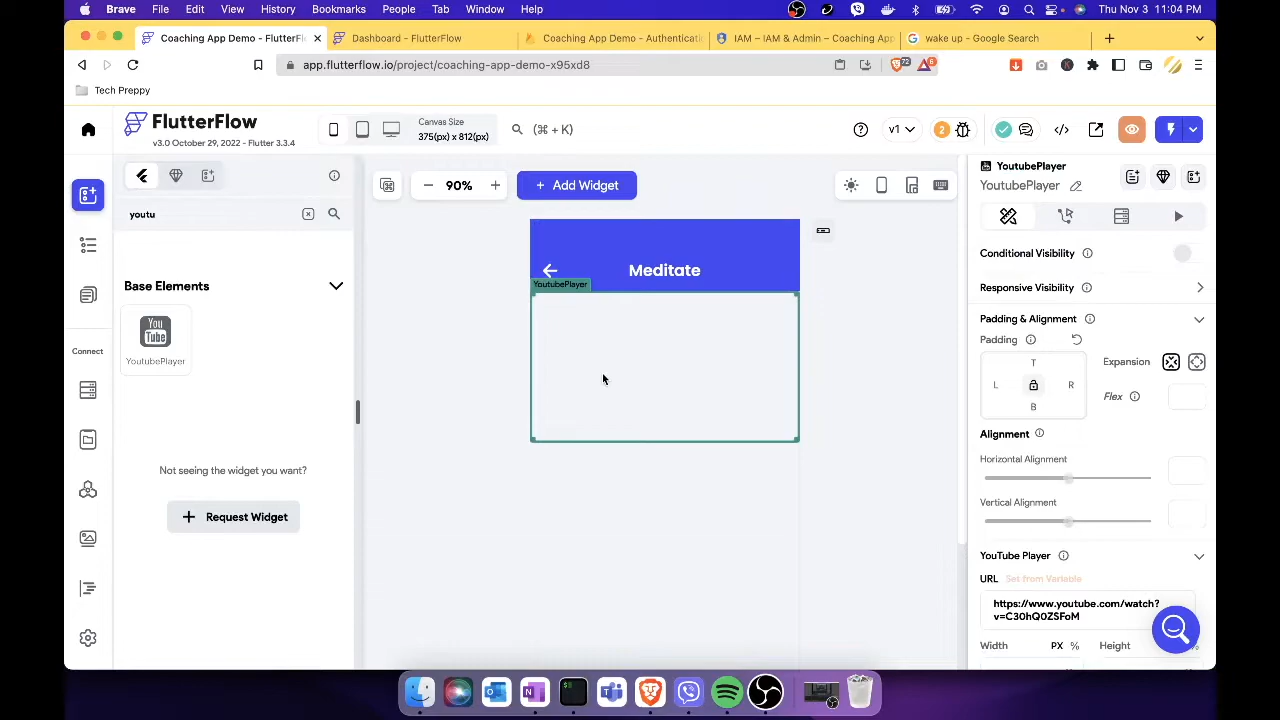 Brave File Edit View History Bookmarks People Tab Window Help Thu Nov 3 11:04 PM
Coaching App Demo - FlutterFl
Dashboard - FlutterFlow
Coaching App Demo - Authenticati
IAM – IAM & Admin – Coaching App
wake up - Google Search
app.flutterflow.io/project/coaching-app-demo-x95xd8
72
6
Tech Preppy
FlutterFlow
v3.0 October 29, 2022 - Flutter 3.3.4
Canvas Size
375(px) x 812(px)
(⌘ + K)
v1
2
youtu
90%
+ Add Widget
YoutubePlayer
YoutubePlayer
Meditate
YoutubePlayer
Conditional Visibility
Responsive Visibility
Base Elements
You
Tube
YoutubePlayer
Padding & Alignment
Padding
Expansion
T
L
R
B
Flex
Connect
Alignment
Horizontal Alignment
Vertical Alignment
Not seeing the widget you want?
+ Request Widget
YouTube Player
URL Set from Variable
https://www.youtube.com/watch?
v=C30hQ0ZSFoM
Width PX % Height %